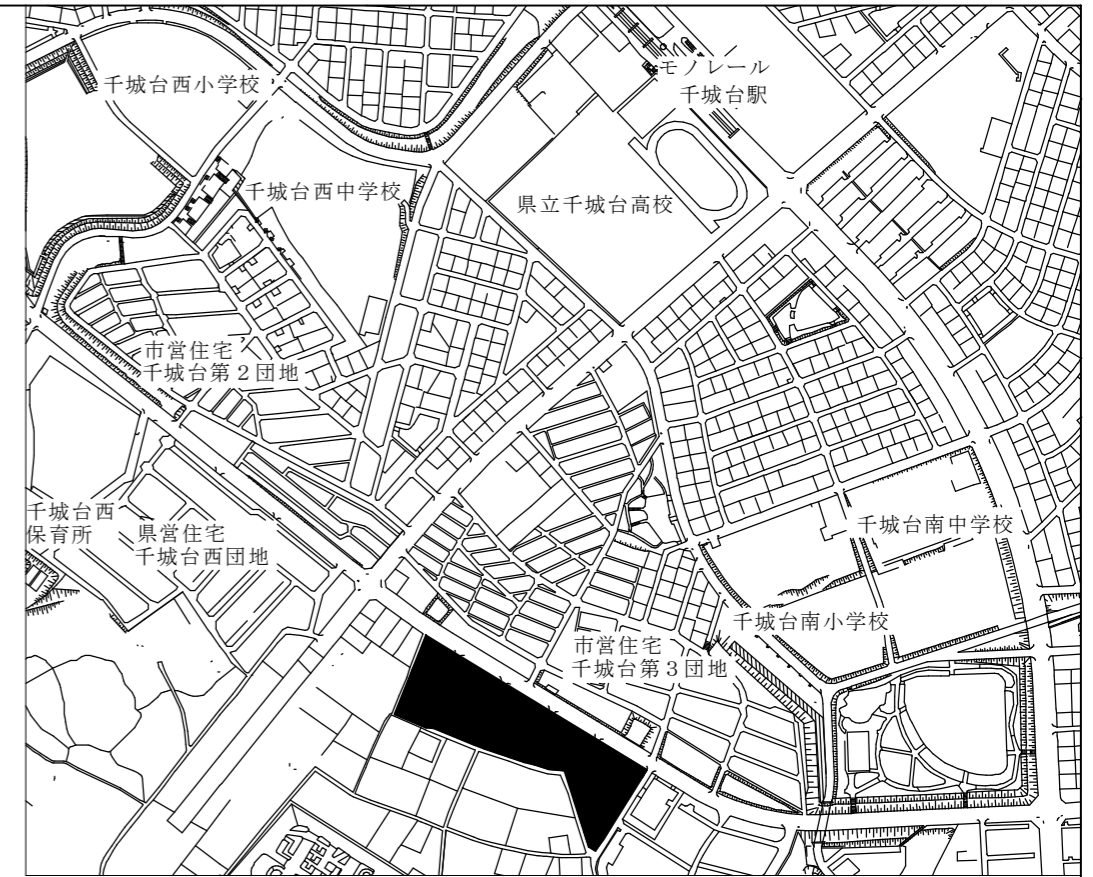 モノレール
千城台駅
千城台西小学校
千城台西中学校
県立千城台高校
市営住宅
千城台第２団地
千城台西
保育所
県営住宅
千城台西団地
千城台南中学校
千城台南小学校
市営住宅
千城台第３団地